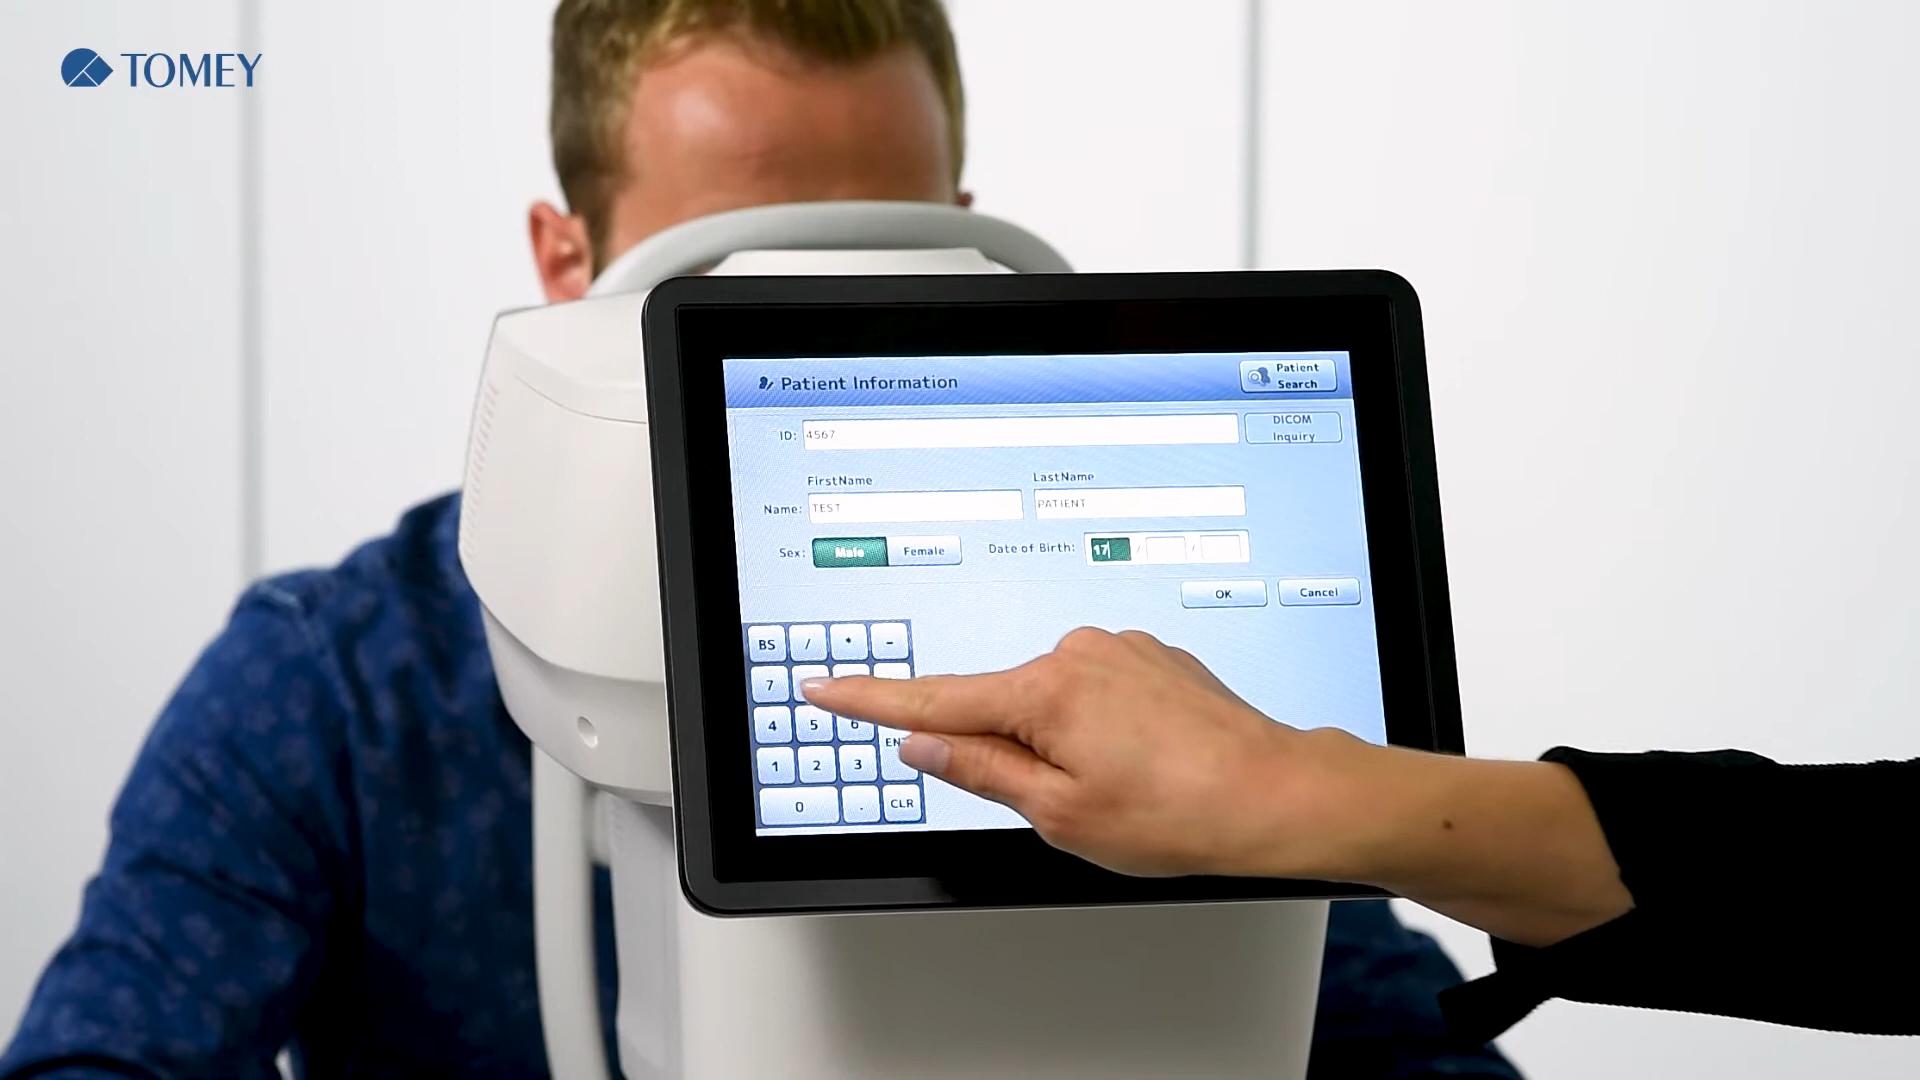 TOMEY
Patient Information
Patient
Search
ID: 4567
DICOM
Inquiry
FirstName
LastName
Name: TEST
PATIENT
Sex: Male Female
Date of Birth: 17 / /
OK
Cancel
BS / * -
7
4 5 6
1 2 3
0 . CLR